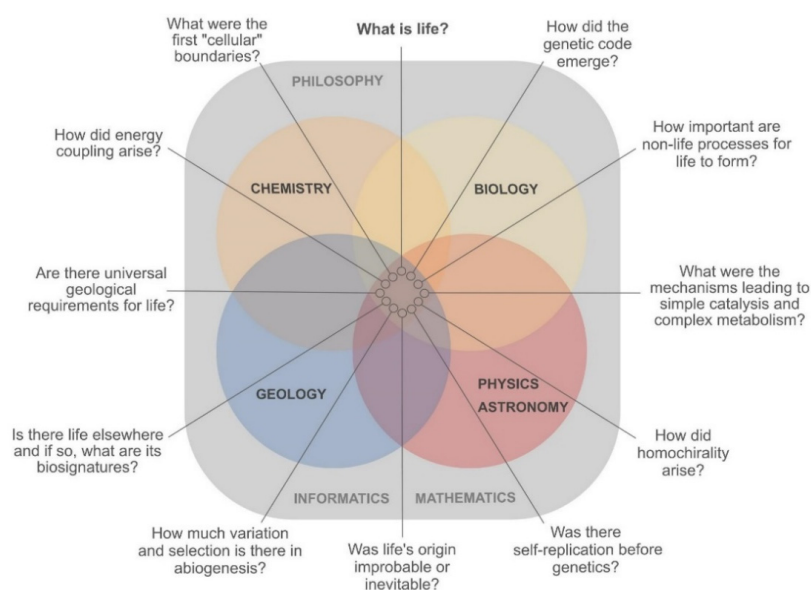 What were the
first "cellular"
boundaries?
What is life?
How did the
genetic code
emerge?
PHILOSOPHY
How did energy
coupling arise?
How important are
non-life processes for
life to form?
CHEMISTRY
BIOLOGY
Are there universal
geological
requirements for life?
What were the
mechanisms leading to
simple catalysis and
complex metabolism?
GEOLOGY
PHYSICS
ASTRONOMY
Is there life elsewhere
and if so, what are its
biosignatures?
How did
homochirality
arise?
INFORMATICS
MATHEMATICS
How much variation
and selection is there in
abiogenesis?
Was life's origin
improbable or
inevitable?
Was there
self-replication before
genetics?